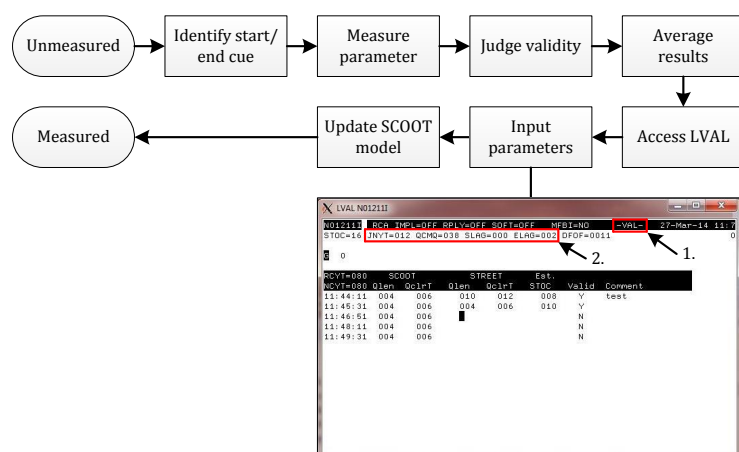 Unmeasured
Identify start/
end cue
Measure
parameter
Judge validity
Average
results
Measured
Update SCOOT
model
Input
parameters
Access LVAL
X LVAL N01211I
N01211I RCA IMPL=OFF RPLY=OFF SOFT=OFF MFBI=NO -VAL- 27-Mar-14 11:7
STOC=16 JNYT=012 QCMQ=038 SLAG=000 ELAG=002 DFOF=0011 0
G 0
1.
2.
RCYT=080 SCOOT STREET Est.
NCYT=080 Qlen QclrT Qlen QclrT STOC Valid Comment
11:44:11 004 006 010 012 008 Y test
11:45:31 004 006 004 006 010 Y
11:46:51 004 006 N
11:48:11 004 006 N
11:49:31 004 006 N